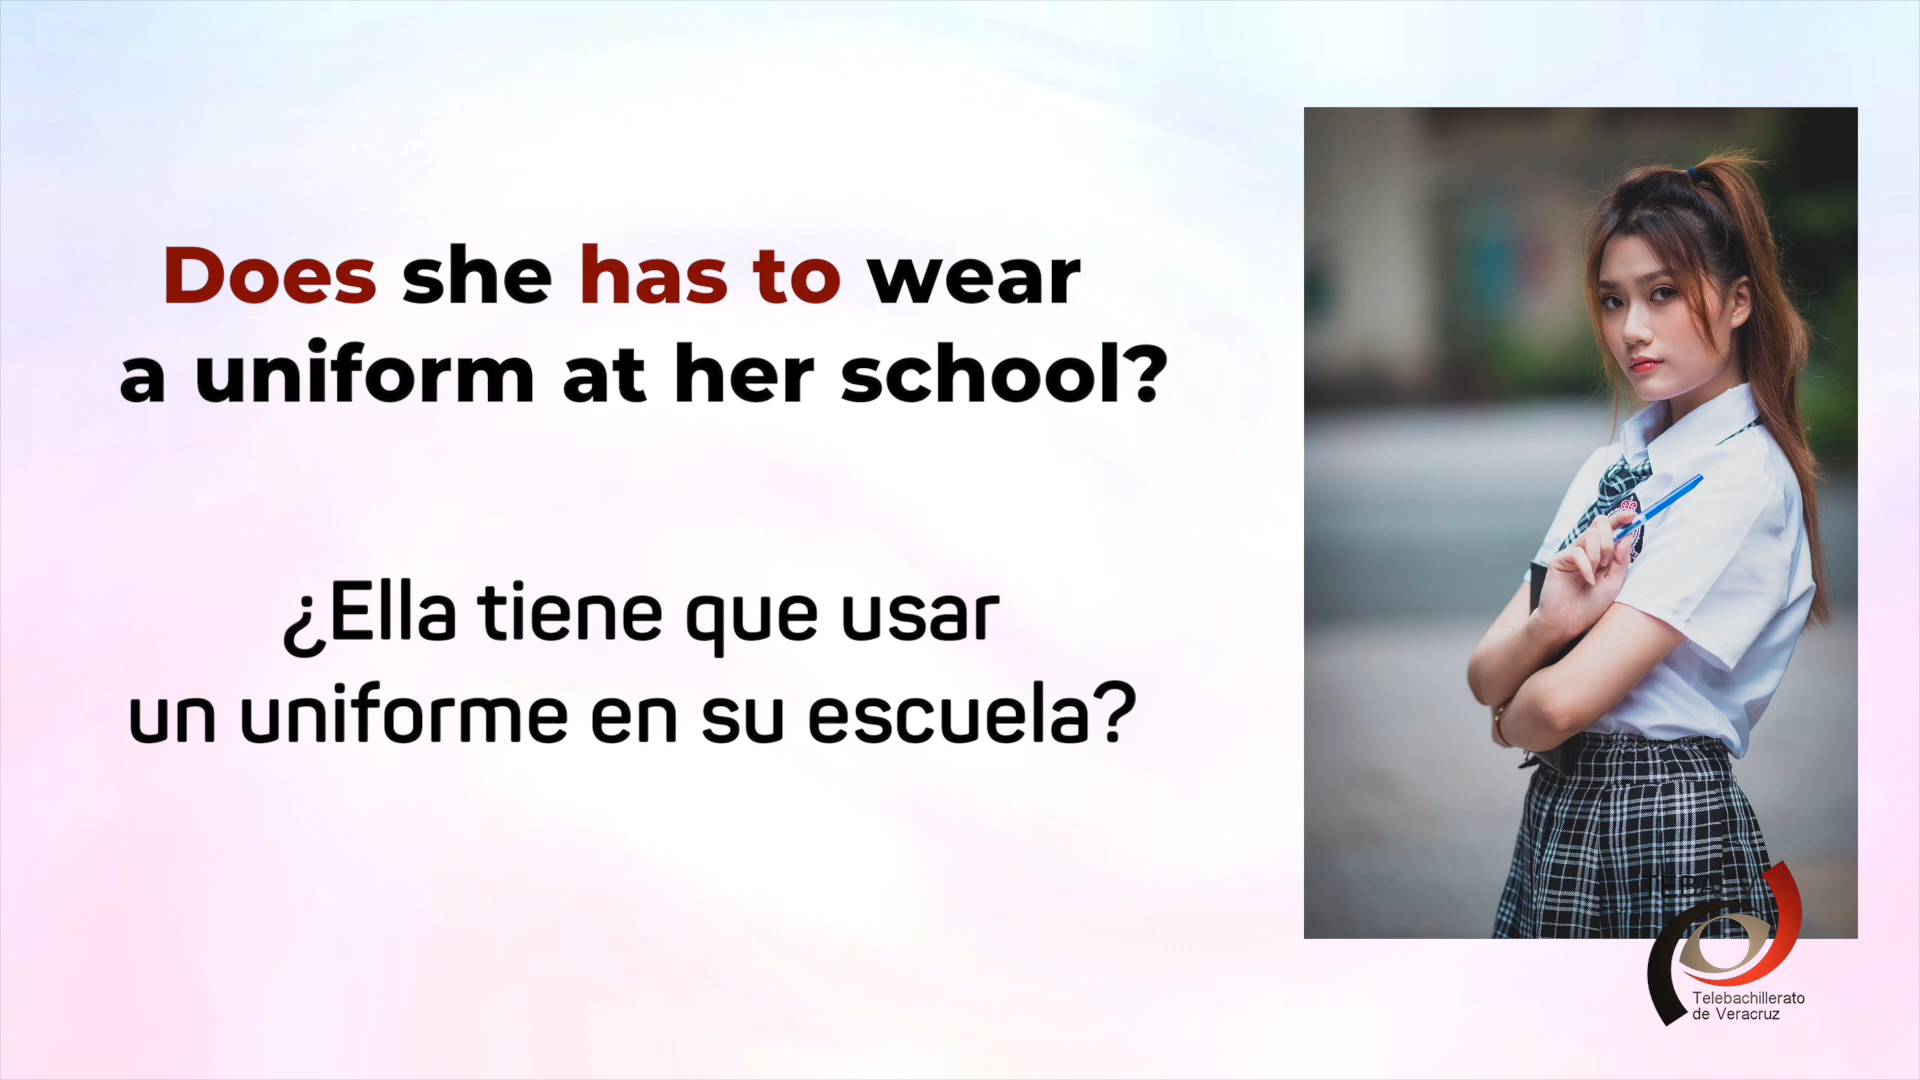 Does she has to wear
a uniform at her school?
¿Ella tiene que usar
un uniforme en su escuela?
Telebachillerato
de Veracruz